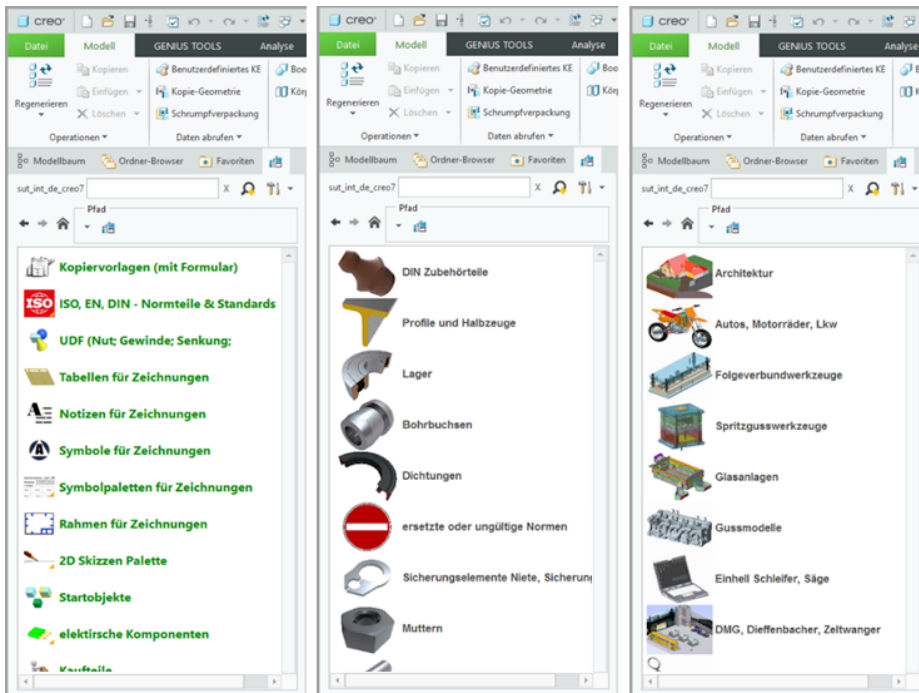 creo·
Datei Modell GENIUS TOOLS Analyse
Regenerieren
Kopieren
Einfügen
Löschen
Benutzerdefiniertes KE
Kopie-Geometrie
Schrumpfverpackung
Boo
Operationen Daten abrufen
Modellbaum Ordner-Browser Favoriten
sut_int_de_creo7 X
Pfad
Kopiervorlagen (mit Formular)
ISO
ISO, EN, DIN - Normteile & Standards
UDF (Nut; Gewinde; Senkung;
Tabellen für Zeichnungen
Notizen für Zeichnungen
Symbole für Zeichnungen
Symbolpaletten für Zeichnungen
Rahmen für Zeichnungen
2D Skizzen Palette
Startobjekte
elektirsche Komponenten
Kaufteile
creo·
Datei Modell GENIUS TOOLS Analyse
Regenerieren
Kopieren
Einfügen
Löschen
Benutzerdefiniertes KE
Kopie-Geometrie
Schrumpfverpackung
Boo
Körp
Operationen Daten abrufen
Modellbaum Ordner-Browser Favoriten
sut_int_de_creo7 X
Pfad
DIN Zubehörteile
Profile und Halbzeuge
Lager
Bohrbuchsen
Dichtungen
ersetzte oder ungültige Normen
Sicherungselemente Niete, Sicherun
Muttern
creo·
Datei Modell GENIUS TOOLS Analyse
Regenerieren
Kopieren
Einfügen
Löschen
Benutzerdefiniertes KE
Kopie-Geometrie
Schrumpfverpackung
Operationen Daten abrufen
Modellbaum Ordner-Browser Favoriten
sut_int_de_creo7 X
Pfad
Architektur
Autos, Motorräder, Lkw
Folgeverbundwerkzeuge
Spritzgusswerkzeuge
Glasanlagen
Gussmodelle
Einhell Schleifer, Säge
DMG, Dieffenbacher, Zeltwanger